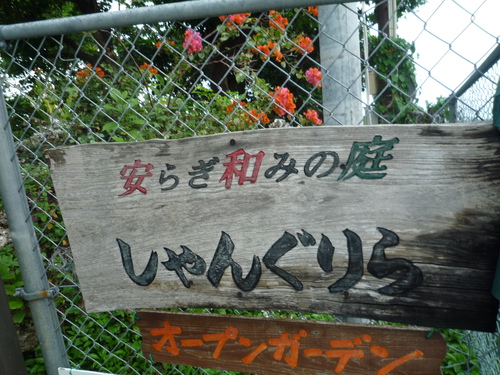 安らぎ和みの庭
しゃんぐりら
オープンガーデン